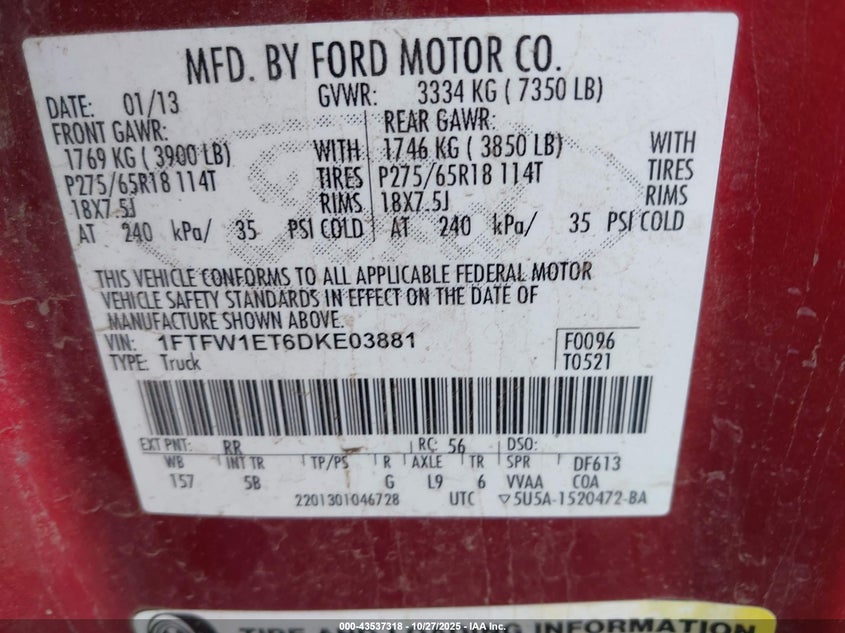 MFD. BY FORD MOTOR CO.
DATE: 01/13 GVWR: 3334 KG ( 7350 LB)
FRONT GAWR: REAR GAWR:
1769 KG ( 3900 LB) WITH 1746 KG ( 3850 LB) WITH
P275/65R18 114T TIRES P275/65R18 114T TIRES
18X7.5J RIMS 18X7.5J RIMS
AT 240 kPa/ 35 PSI COLD AT 240 kPa/ 35 PSI COLD
THIS VEHICLE CONFORMS TO ALL APPLICABLE FEDERAL MOTOR
VEHICLE SAFETY STANDARDS IN EFFECT ON THE DATE OF
MANUFACTURE SHOWN ABOVE.
VIN: 1FTFW1ET6DKE03881 F0096
TYPE: Truck T0521
EXT PNT: RR RC: 56 DSO:
WB INT TR TP/PS R AXLE TR SPR DF613
157 5B G L9 6 VVAA COA
2201301046728 UTC ▽5U5A-1520472-BA
TIRE AND LOADING INFORMATION
000-43537318 - 10/27/2025 - IAA Inc.